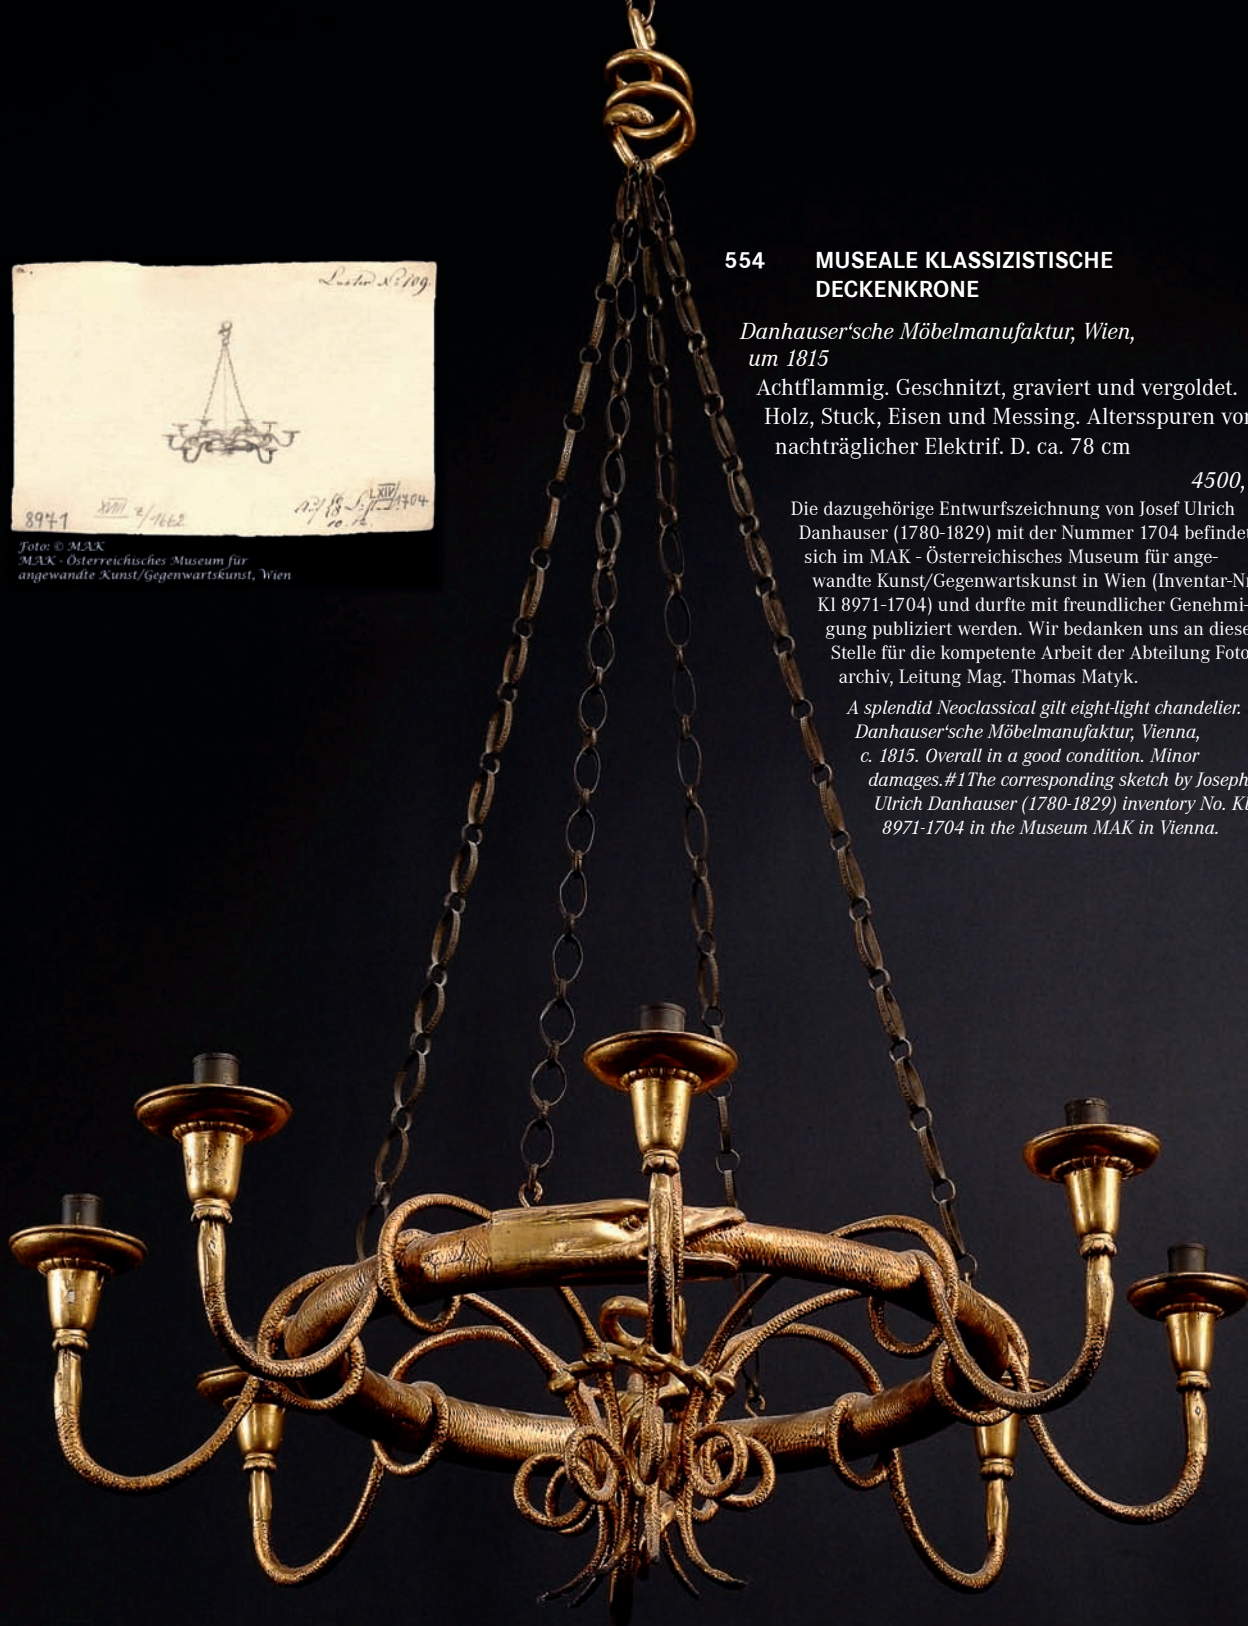 Luster No: 109.
8971
XVIII
/1662
LXIV
1704
10.
Foto: © MAK
MAK - Österreichisches Museum für
angewandte Kunst/Gegenwartskunst, Wien
554 MUSEALE KLASSIZISTISCHE
DECKENKRONE
Danhauser‘sche Möbelmanufaktur, Wien,
um 1815
Achtflammig. Geschnitzt, graviert und vergoldet.
Holz, Stuck, Eisen und Messing. Altersspuren vor
nachträglicher Elektrif. D. ca. 78 cm
4500,
Die dazugehörige Entwurfszeichnung von Josef Ulrich
Danhauser (1780-1829) mit der Nummer 1704 befindet
sich im MAK - Österreichisches Museum für ange-
wandte Kunst/Gegenwartskunst in Wien (Inventar-Nr
Kl 8971-1704) und durfte mit freundlicher Genehmi-
gung publiziert werden. Wir bedanken uns an diese
Stelle für die kompetente Arbeit der Abteilung Foto
archiv, Leitung Mag. Thomas Matyk.
A splendid Neoclassical gilt eight-light chandelier.
Danhauser‘sche Möbelmanufaktur, Vienna,
c. 1815. Overall in a good condition. Minor
damages.#1The corresponding sketch by Joseph
Ulrich Danhauser (1780-1829) inventory No. Kl
8971-1704 in the Museum MAK in Vienna.